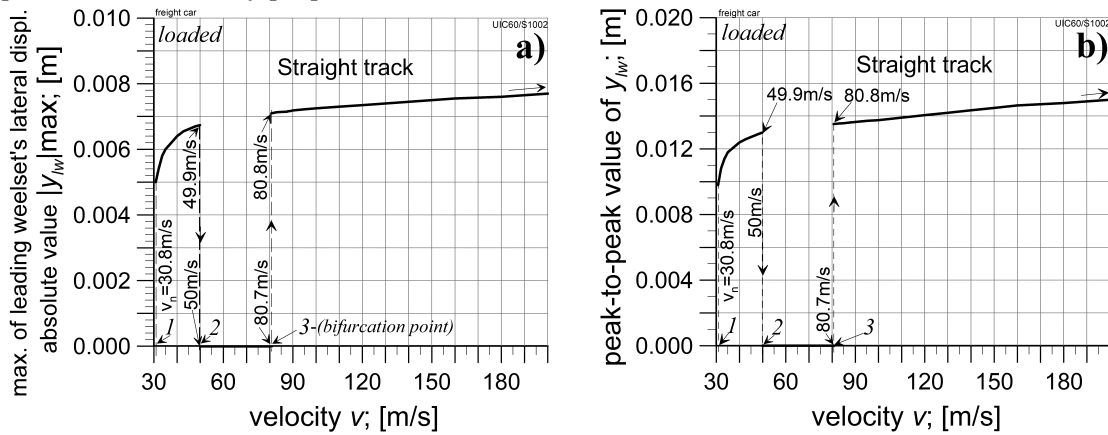 freight car
UIC60/S1002
loaded
a)
Straight track
max. of leading weelset's lateral displ.
absolute value |ylw|max; [m]
0.010
0.008
0.006
0.004
0.002
0.000
vn=30.8m/s
49.9m/s
50m/s
80.8m/s
80.7m/s
1
2
3-(bifurcation point)
30 60 90 120 150 180
velocity v; [m/s]
freight car
UIC60/S1002
loaded
b)
Straight track
peak-to-peak value of ylw; [m]
0.020
0.016
0.012
0.008
0.004
0.000
49.9m/s
80.8m/s
vn=30.8m/s
50m/s
80.7m/s
1
2
3
30 60 90 120 150 180
velocity v; [m/s]